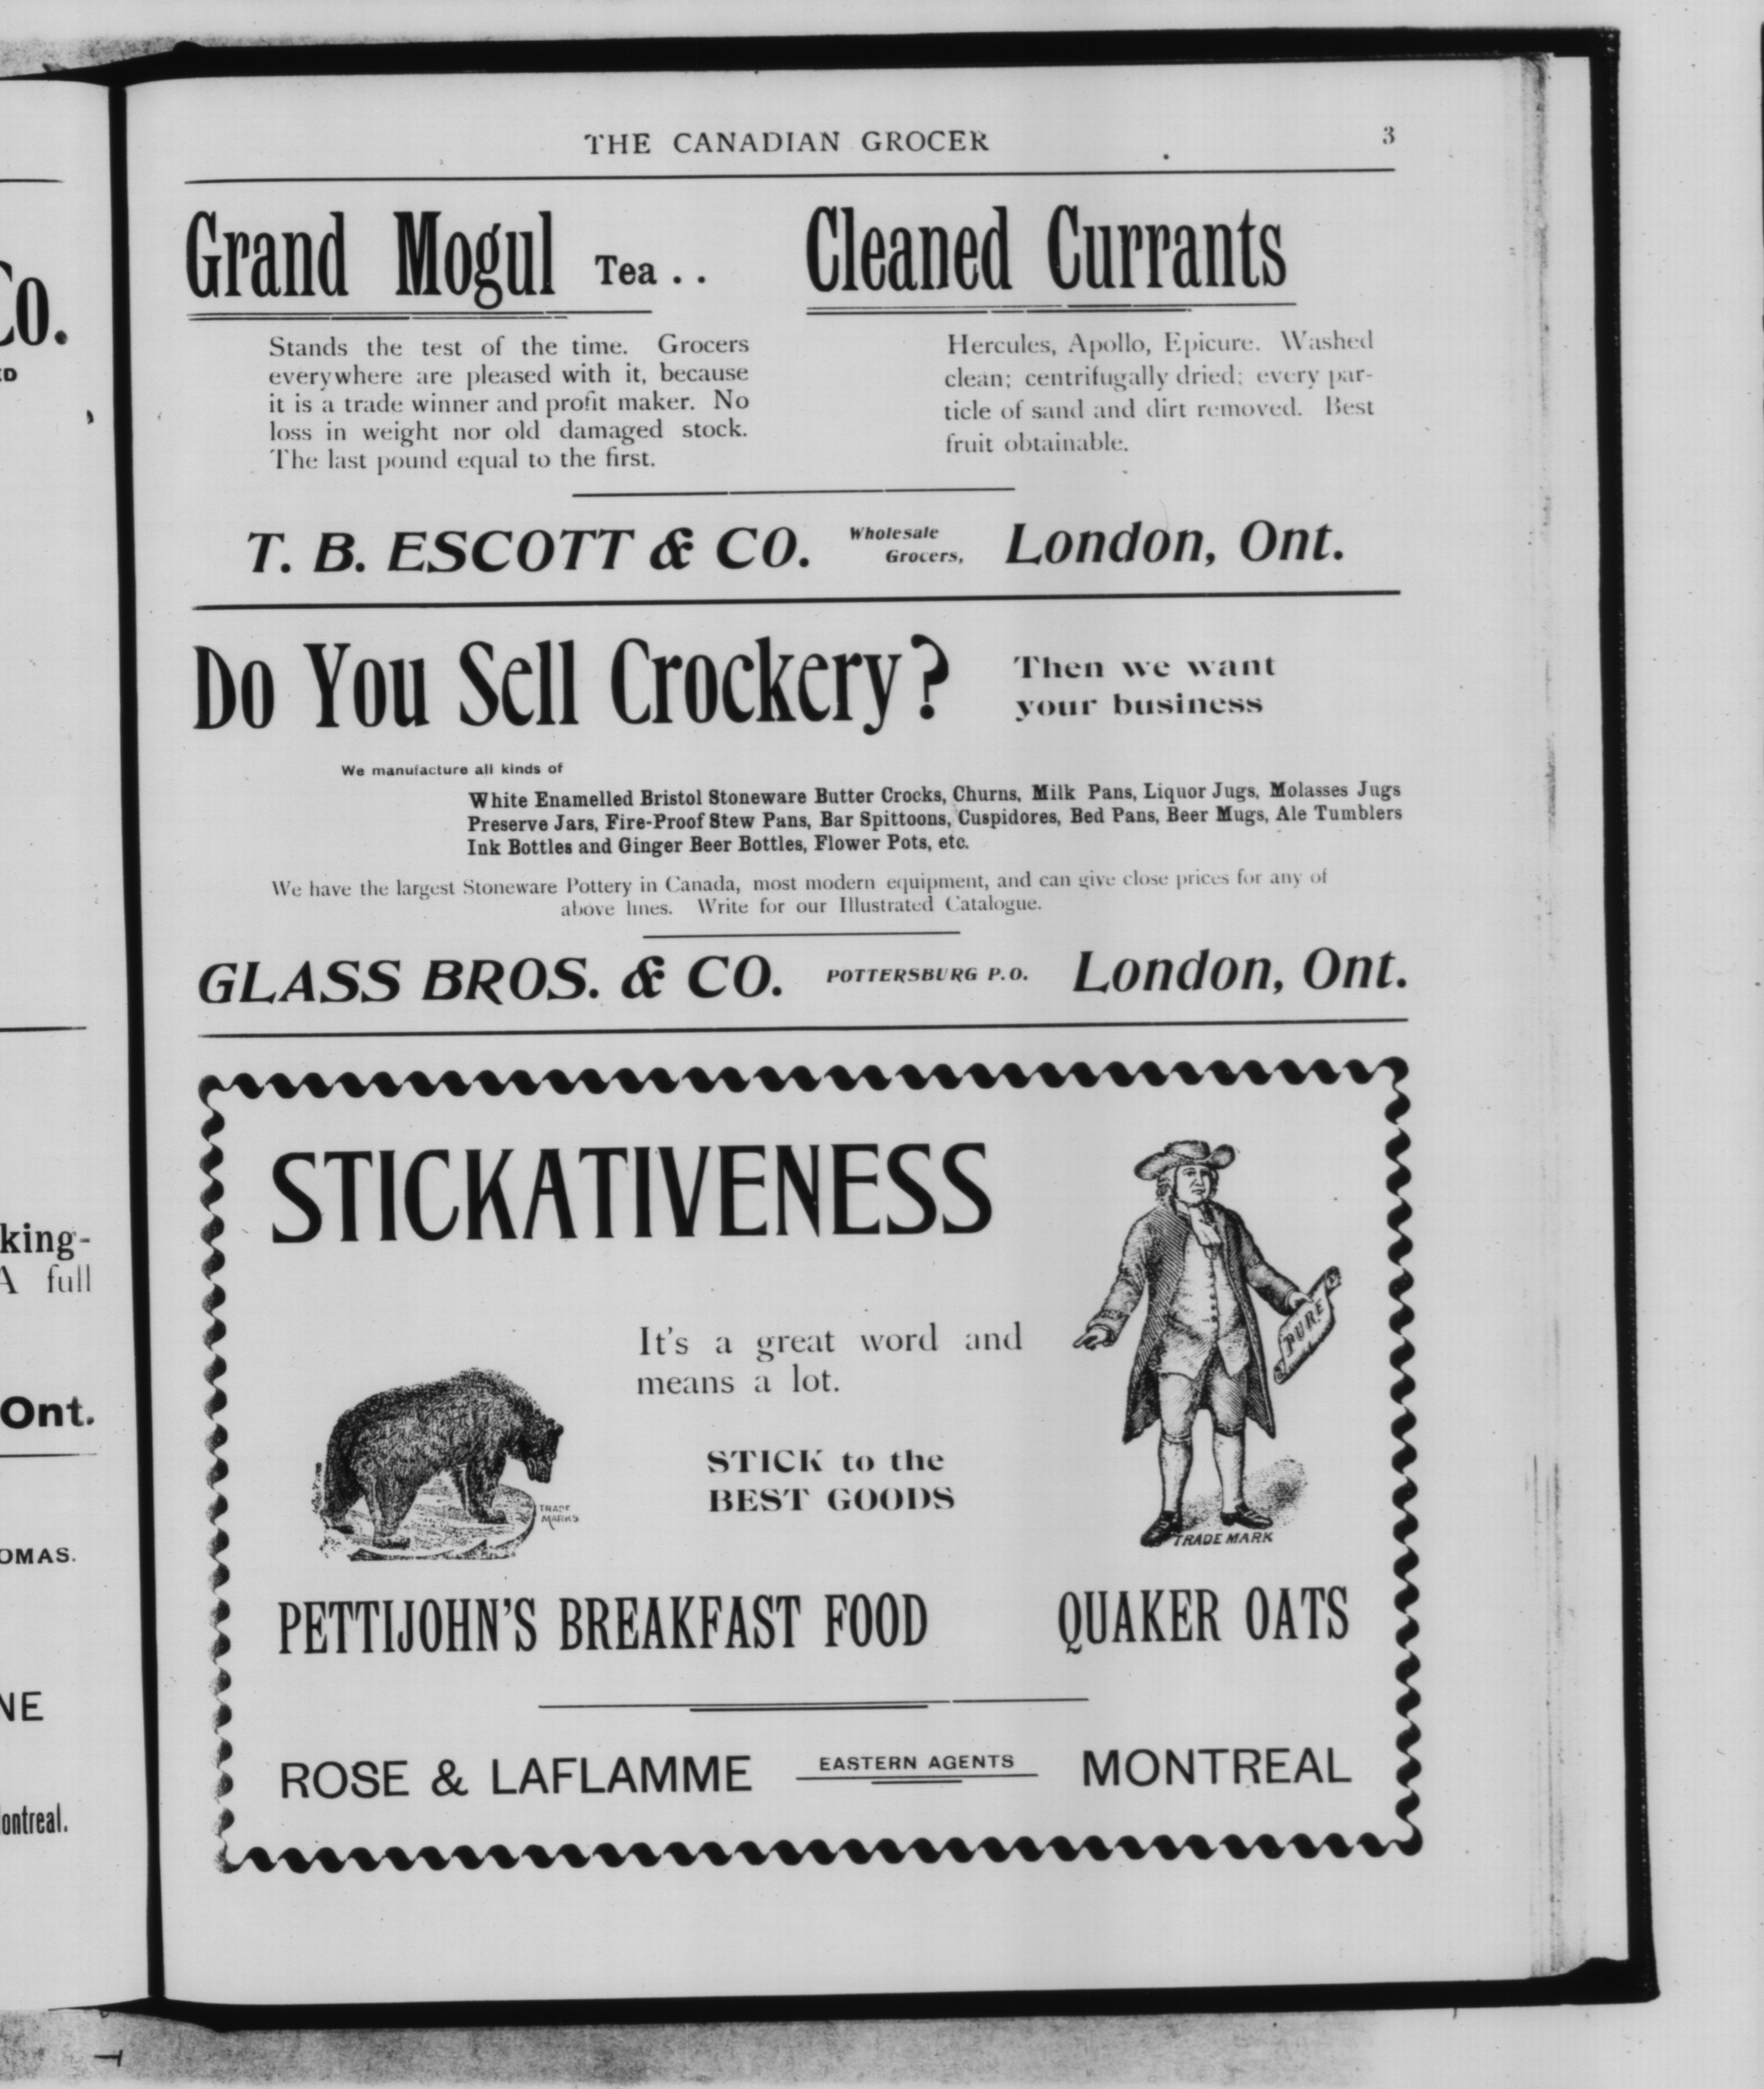 THE CANADIAN GROCER 3
Grand Mogul Tea . .
Stands the test of the time. Grocers
everywhere are pleased with it, because
it is a trade winner and profit maker. No
loss in weight nor old damaged stock.
The last pound equal to the first.
Cleaned Currants
Hercules, Apollo, Epicure. Washed
clean; centrifugally dried; every par-
ticle of sand and dirt removed. Best
fruit obtainable.
T. B. ESCOTT & CO. Wholesale Grocers, London, Ont.
Do You Sell Crockery?
Then we want
your business
We manufacture all kinds of
White Enamelled Bristol Stoneware Butter Crocks, Churns, Milk Pans, Liquor Jugs, Molasses Jugs
Preserve Jars, Fire-Proof Stew Pans, Bar Spittoons, Cuspidores, Bed Pans, Beer Mugs, Ale Tumblers
Ink Bottles and Ginger Beer Bottles, Flower Pots, etc.
We have the largest Stoneware Pottery in Canada, most modern equipment, and can give close prices for any of
above lines. Write for our Illustrated Catalogue.
GLASS BROS. & CO. POTTERSBURG P.O. London, Ont.
STICKATIVENESS
It's a great word and
means a lot.
PURE
STICK to the
BEST GOODS
TRADE
MARKS
TRADE MARK
PETTIJOHN'S BREAKFAST FOOD QUAKER OATS
ROSE & LAFLAMME EASTERN AGENTS MONTREAL
Co.
king-
A full
Ont.
OMAS.
NE
ontreal.